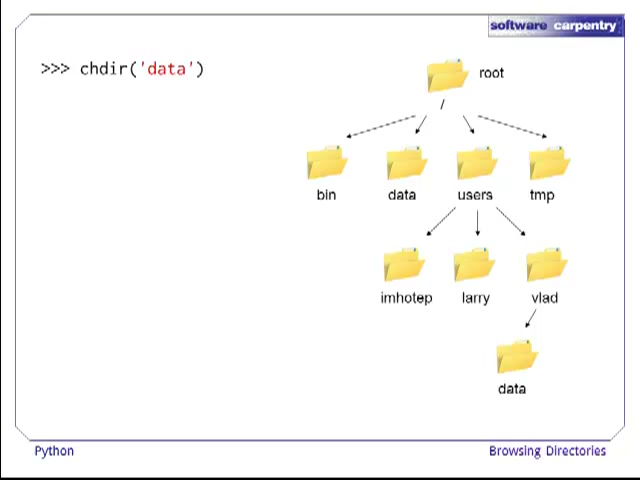 software carpentry
>>> chdir('data')
root
/
bin
data
users
tmp
imhotep
larry
vlad
data
Python
Browsing Directories